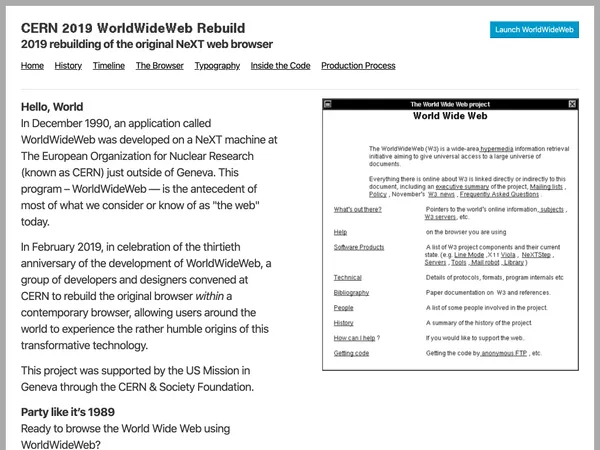 CERN 2019 WorldWideWeb Rebuild
2019 rebuilding of the original NeXT web browser
Launch WorldWideWeb
Home History Timeline The Browser Typography Inside the Code Production Process
Hello, World
In December 1990, an application called
WorldWideWeb was developed on a NeXT machine at
The European Organization for Nuclear Research
(known as CERN) just outside of Geneva. This
program – WorldWideWeb — is the antecedent of
most of what we consider or know of as "the web"
today.
In February 2019, in celebration of the thirtieth
anniversary of the development of WorldWideWeb, a
group of developers and designers convened at
CERN to rebuild the original browser within a
contemporary browser, allowing users around the
world to experience the rather humble origins of this
transformative technology.
This project was supported by the US Mission in
Geneva through the CERN & Society Foundation.
Party like it's 1989
Ready to browse the World Wide Web using
WorldWideWeb?
The World Wide Web project
World Wide Web
The WorldWideWeb (W3) is a wide-area hypermedia information retrieval
initiative aiming to give universal access to a large universe of
documents.
Everything there is online about W3 is linked directly or indirectly to this
document, including an executive summary of the project, Mailing lists ,
Policy , November's W3 news , Frequently Asked Questions .
What's out there? Pointers to the world's online information, subjects ,
W3 servers, etc.
Help on the browser you are using
Software Products A list of W3 project components and their current
state. (e.g. Line Mode ,X11 Viola , NeXTStep ,
Servers , Tools , Mail robot , Library )
Technical Details of protocols, formats, program internals etc
Bibliography Paper documentation on W3 and references.
People A list of some people involved in the project.
History A summary of the history of the project.
How can I help ? If you would like to support the web.
Getting code Getting the code by anonymous FTP , etc.